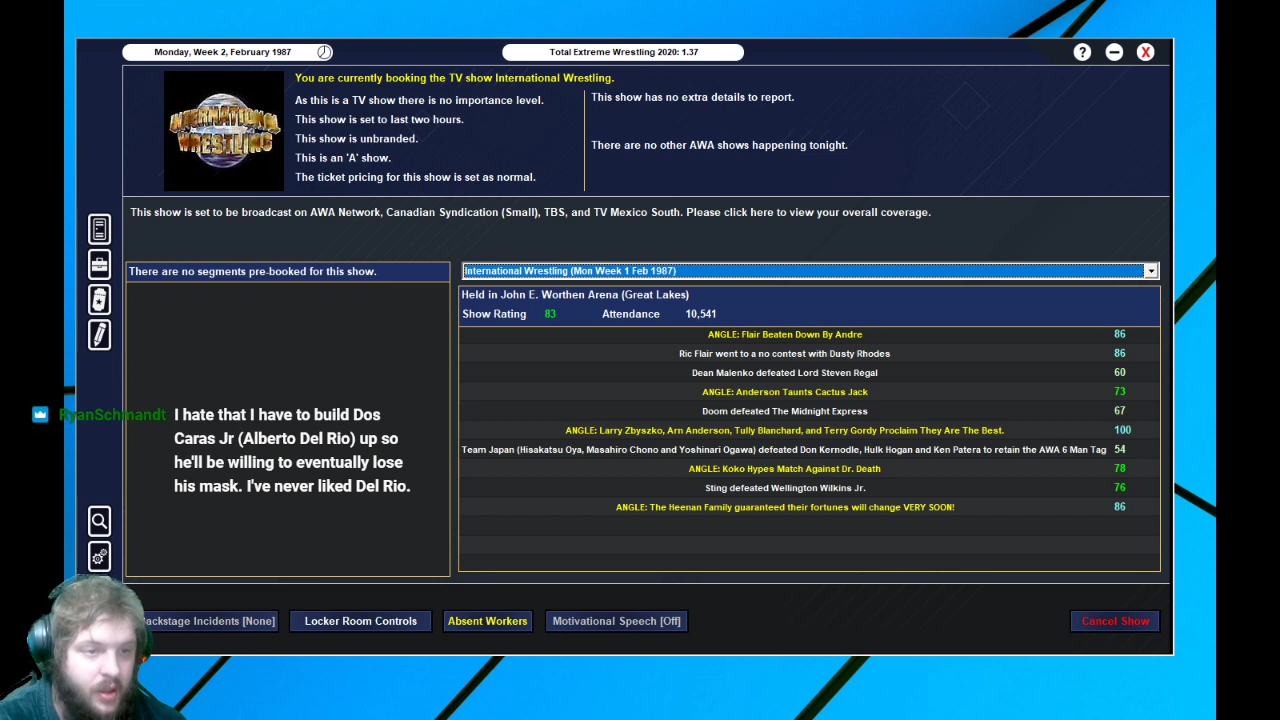 Monday, Week 2, February 1987
Total Extreme Wrestling 2020: 1.37
?
X
INTERNATIONAL
WRESTLING
You are currently booking the TV show International Wrestling.
As this is a TV show there is no importance level.
This show is set to last two hours.
This show is unbranded.
This is an 'A' show.
The ticket pricing for this show is set as normal.
This show has no extra details to report.
There are no other AWA shows happening tonight.
This show is set to be broadcast on AWA Network, Canadian Syndication (Small), TBS, and TV Mexico South. Please click here to view your overall coverage.
There are no segments pre-booked for this show.
International Wrestling (Mon Week 1 Feb 1987)
Held in John E. Worthen Arena (Great Lakes)
Show Rating 83 Attendance 10,541
ANGLE: Flair Beaten Down By Andre 86
Ric Flair went to a no contest with Dusty Rhodes 86
Dean Malenko defeated Lord Steven Regal 60
ANGLE: Anderson Taunts Cactus Jack 73
Doom defeated The Midnight Express 67
ANGLE: Larry Zbyszko, Arn Anderson, Tully Blanchard, and Terry Gordy Proclaim They Are The Best. 100
Team Japan (Hisakatsu Oya, Masahiro Chono and Yoshinari Ogawa) defeated Don Kernodle, Hulk Hogan and Ken Patera to retain the AWA 6 Man Tag 54
ANGLE: Koko Hypes Match Against Dr. Death 78
Sting defeated Wellington Wilkins Jr. 76
ANGLE: The Heenan Family guaranteed their fortunes will change VERY SOON! 86
RyanSchmandt I hate that I have to build Dos
Caras Jr (Alberto Del Rio) up so
he'll be willing to eventually lose
his mask. I've never liked Del Rio.
ackstage Incidents [None]
Locker Room Controls
Absent Workers
Motivational Speech [Off]
Cancel Show